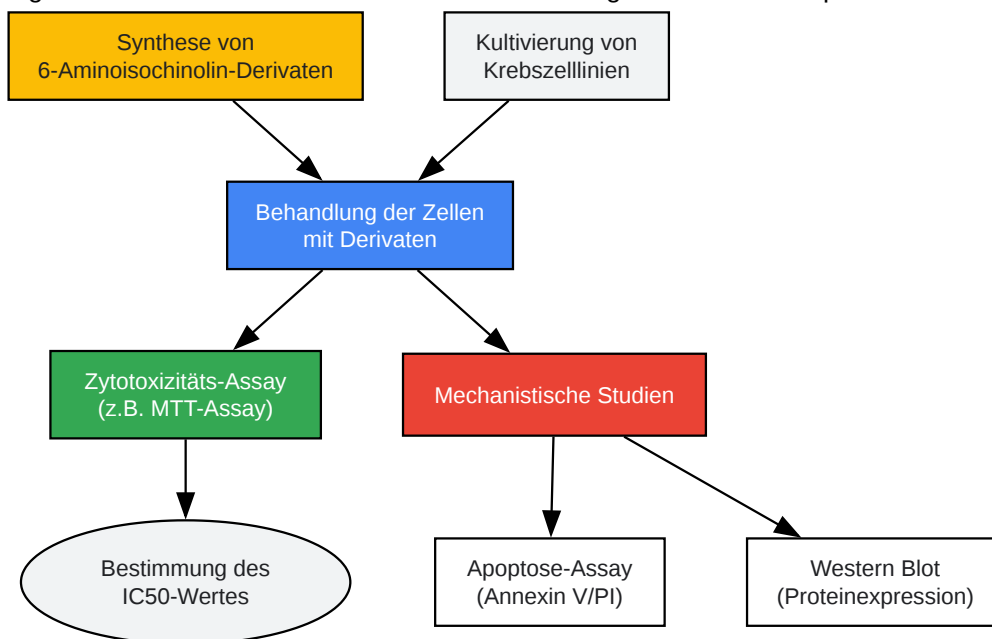 Synthese von
6-Aminoisochinolin-Derivaten
Kultivierung von
Krebszelllinien
Behandlung der Zellen
mit Derivaten
Zytotoxizitäts-Assay
(z.B. MTT-Assay)
Mechanistische Studien
Bestimmung des
IC50-Wertes
Apoptose-Assay
(Annexin V/PI)
Western Blot
(Proteinexpression)